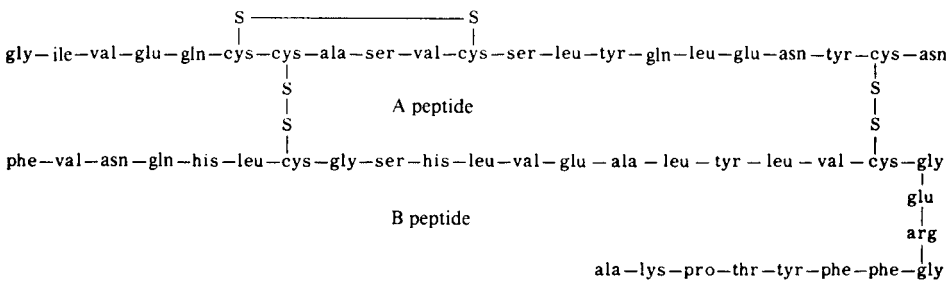 S S
gly–ile–val–glu–gln–cys–cys–ala–ser–val–cys–ser–leu–tyr–gln–leu–glu–asn–tyr–cys–asn
S S
A peptide
S S
phe–val–asn–gln–his–leu–cys–gly–ser–his–leu–val–glu–ala–leu–tyr–leu–val–cys–gly
glu
B peptide
arg
ala–lys–pro–thr–tyr–phe–phe–gly